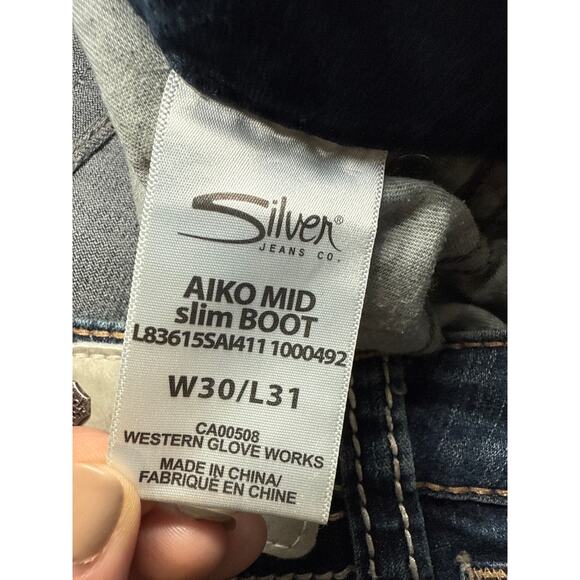 Silver®
JEANS CO.
AIKO MID
slim BOOT
L83615SAI411 1000492
W30/L31
CA00508
WESTERN GLOVE WORKS
MADE IN CHINA/
FABRIQUÉ EN CHINE